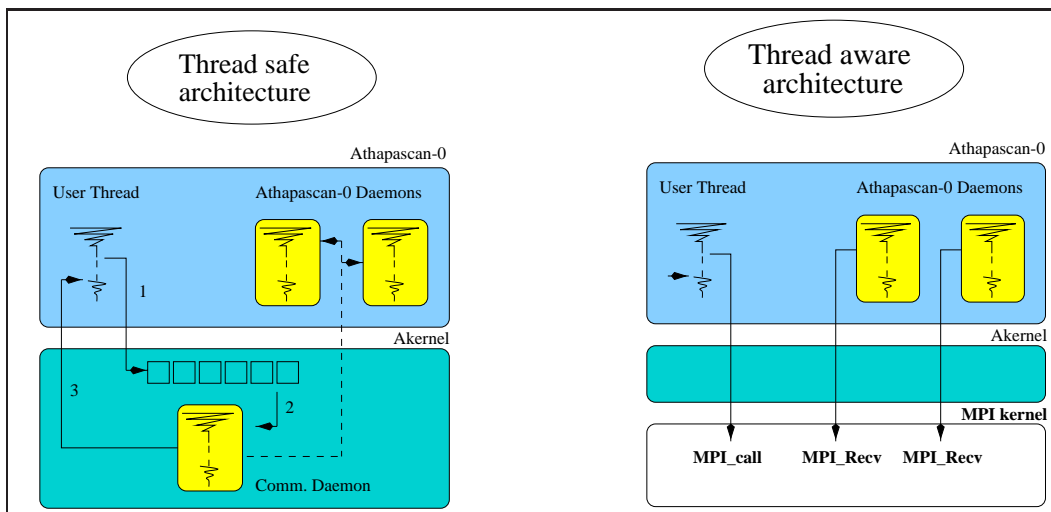 Thread safe
architecture
Athapascan-0
User Thread
Athapascan-0 Daemons
1
Akernel
3
2
Comm. Daemon
Thread aware
architecture
Athapascan-0
User Thread
Athapascan-0 Daemons
Akernel
MPI kernel
MPI_call
MPI_Recv
MPI_Recv